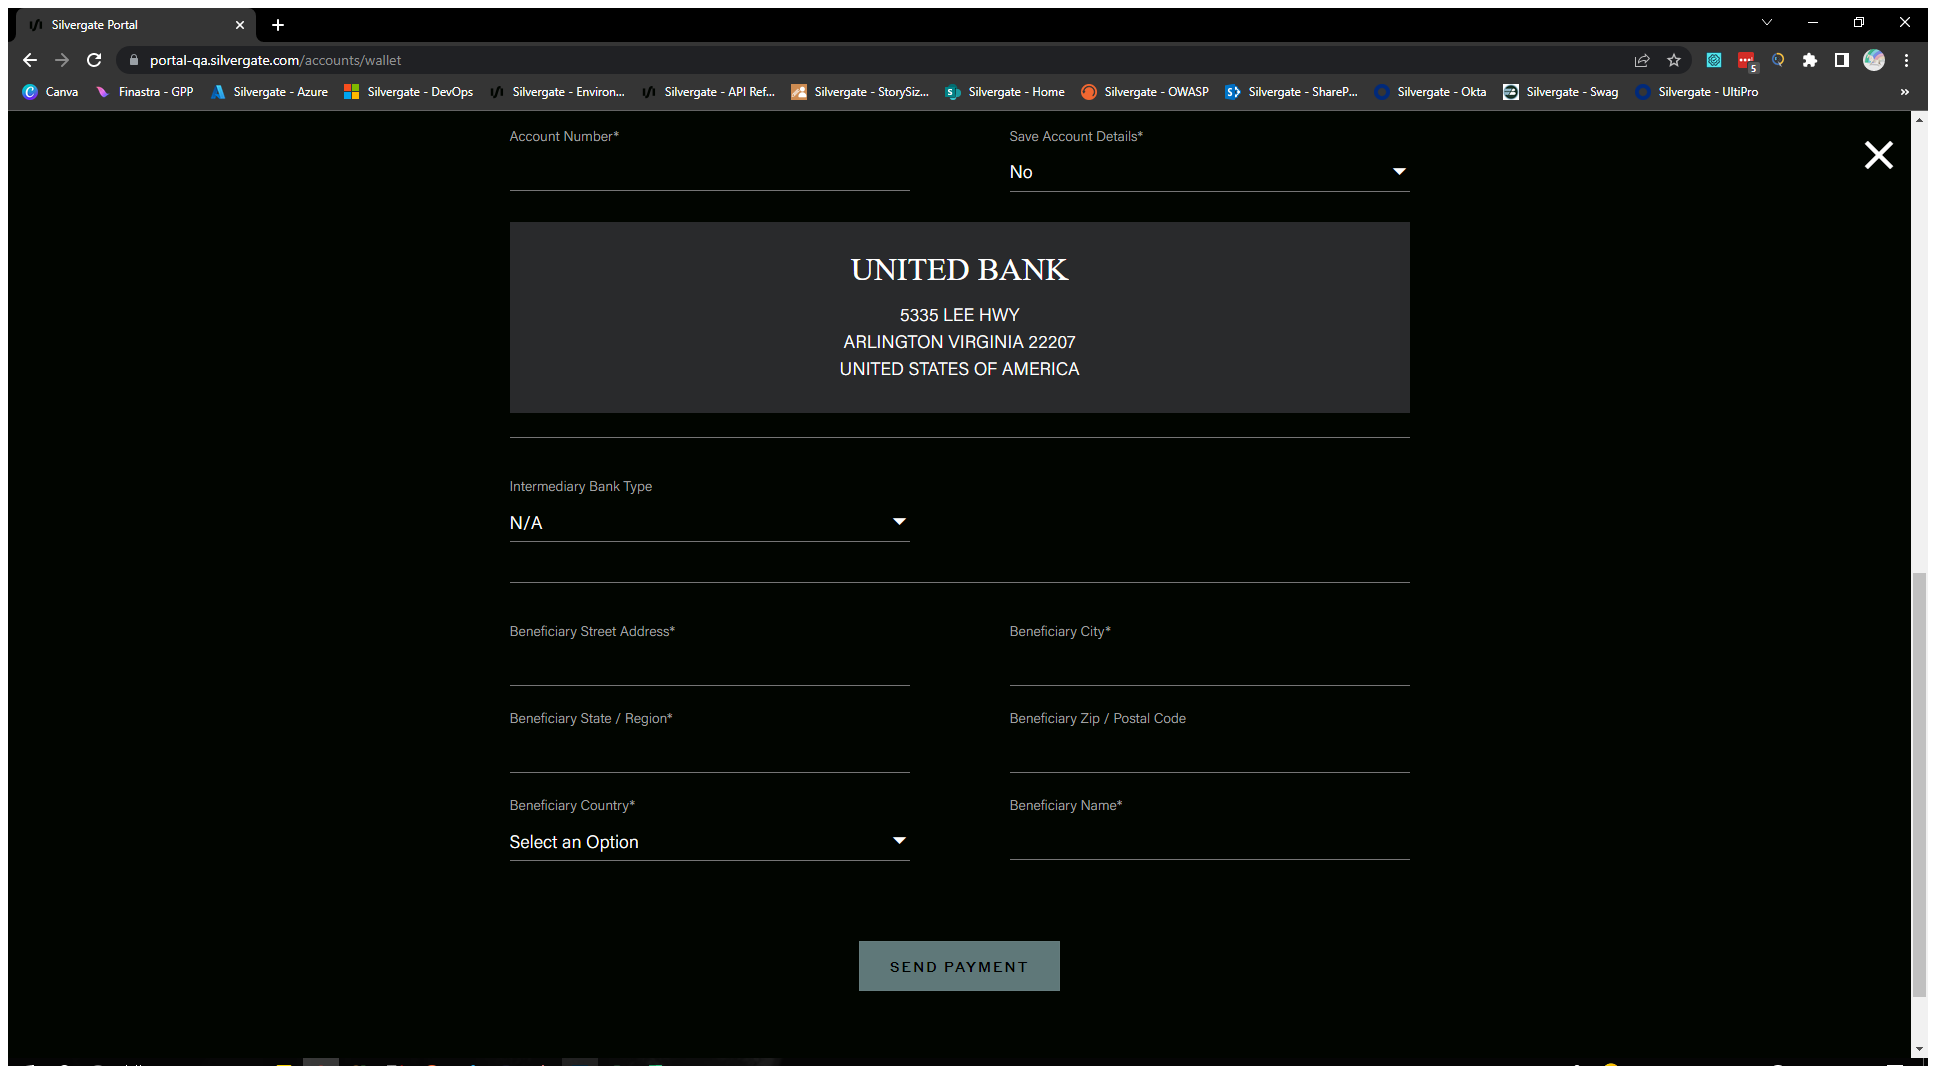 Silvergate Portal
portal-qa.silvergate.com/accounts/wallet
5
Canva Finastra - GPP Silvergate - Azure Silvergate - DevOps Silvergate - Environ... Silvergate - API Ref... Silvergate - StorySiz... Silvergate - Home Silvergate - OWASP Silvergate - ShareP... Silvergate - Okta Silvergate - Swag Silvergate - UltiPro
Account Number* Save Account Details*
No
UNITED BANK
5335 LEE HWY
ARLINGTON VIRGINIA 22207
UNITED STATES OF AMERICA
Intermediary Bank Type
N/A
Beneficiary Street Address* Beneficiary City*
Beneficiary State / Region* Beneficiary Zip / Postal Code
Beneficiary Country* Beneficiary Name*
Select an Option
SEND PAYMENT